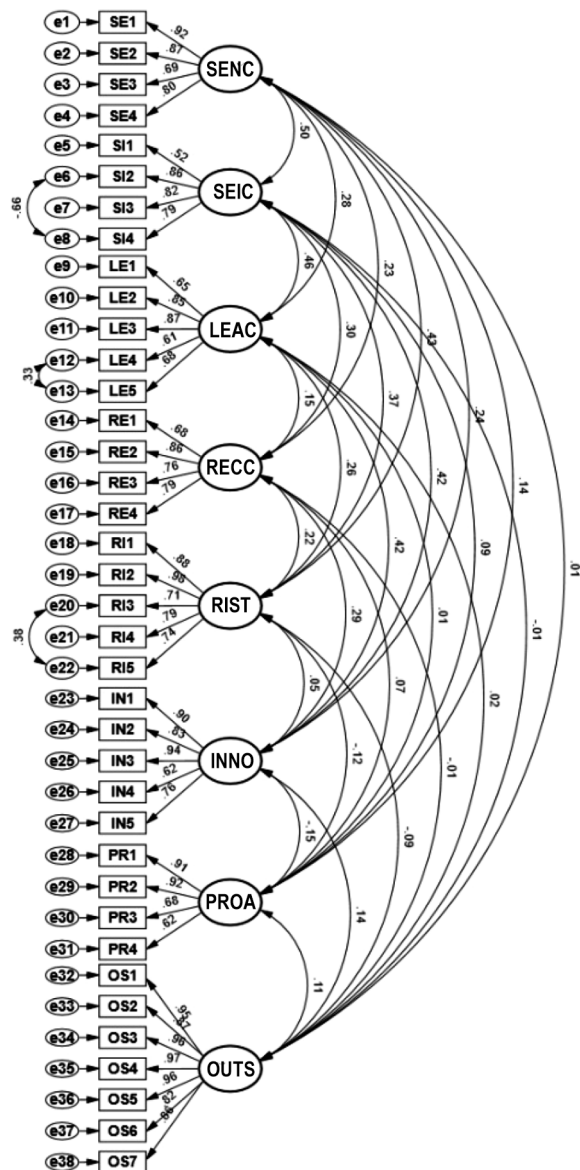 e1 SE1 .92
e2 SE2 .87
SENC
e3 SE3 .69
e4 SE4 .80
e5 SI1 .52
.50
e6 SI2 .86
SEIC
.28
-.66
e7 SI3 .82
e8 SI4 .79
e9 LE1 .65
.46
.23
e10 LE2 .85
e11 LE3 .87
LEAC
.30
.43
e12 LE4 .61
.33
e13 LE5 .68
.15
.37
.24
e14 RE1 .68
e15 RE2 .86
RECC
.26
.42
.14
e16 RE3 .76
e17 RE4 .79
e18 RI1 .88
.22
.42
.09
.01
e19 RI2 .98
e20 RI3 .71
RIST
.29
.01
-.01
.38
e21 RI4 .79
e22 RI5 .74
.05
.07
.02
e23 IN1 .90
e24 IN2 .83
-.12
-.01
e25 IN3 .94
INNO
e26 IN4 .62
e27 IN5 .76
-.15
-.09
e28 PR1 .91
e29 PR2 .92
PROA
.14
e30 PR3 .68
e31 PR4 .62
e32 OS1 .95
.11
e33 OS2 .87
e34 OS3
e35 OS4 .97
OUTS
e36 OS5 .96
e37 OS6 .82
e38 OS7